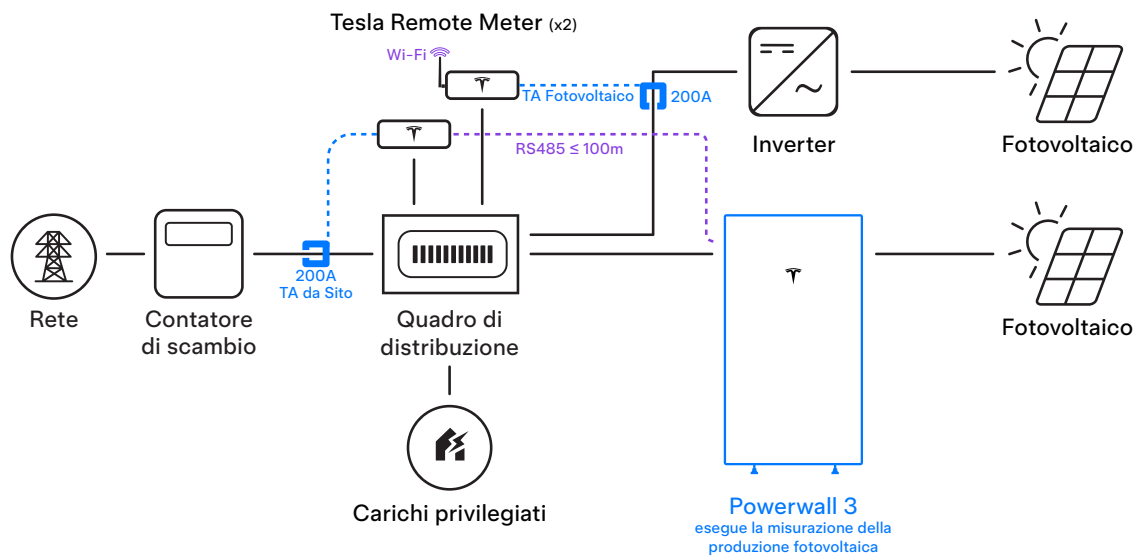 Tesla Remote Meter (x2)
Wi-Fi
TA Fotovoltaico
200A
RS485 ≤ 100m
Inverter
Fotovoltaico
200A
TA da Sito
Rete
Contatore
di scambio
Quadro di
distribuzione
Fotovoltaico
Carichi privilegiati
Powerwall 3
esegue la misurazione della
produzione fotovoltaica